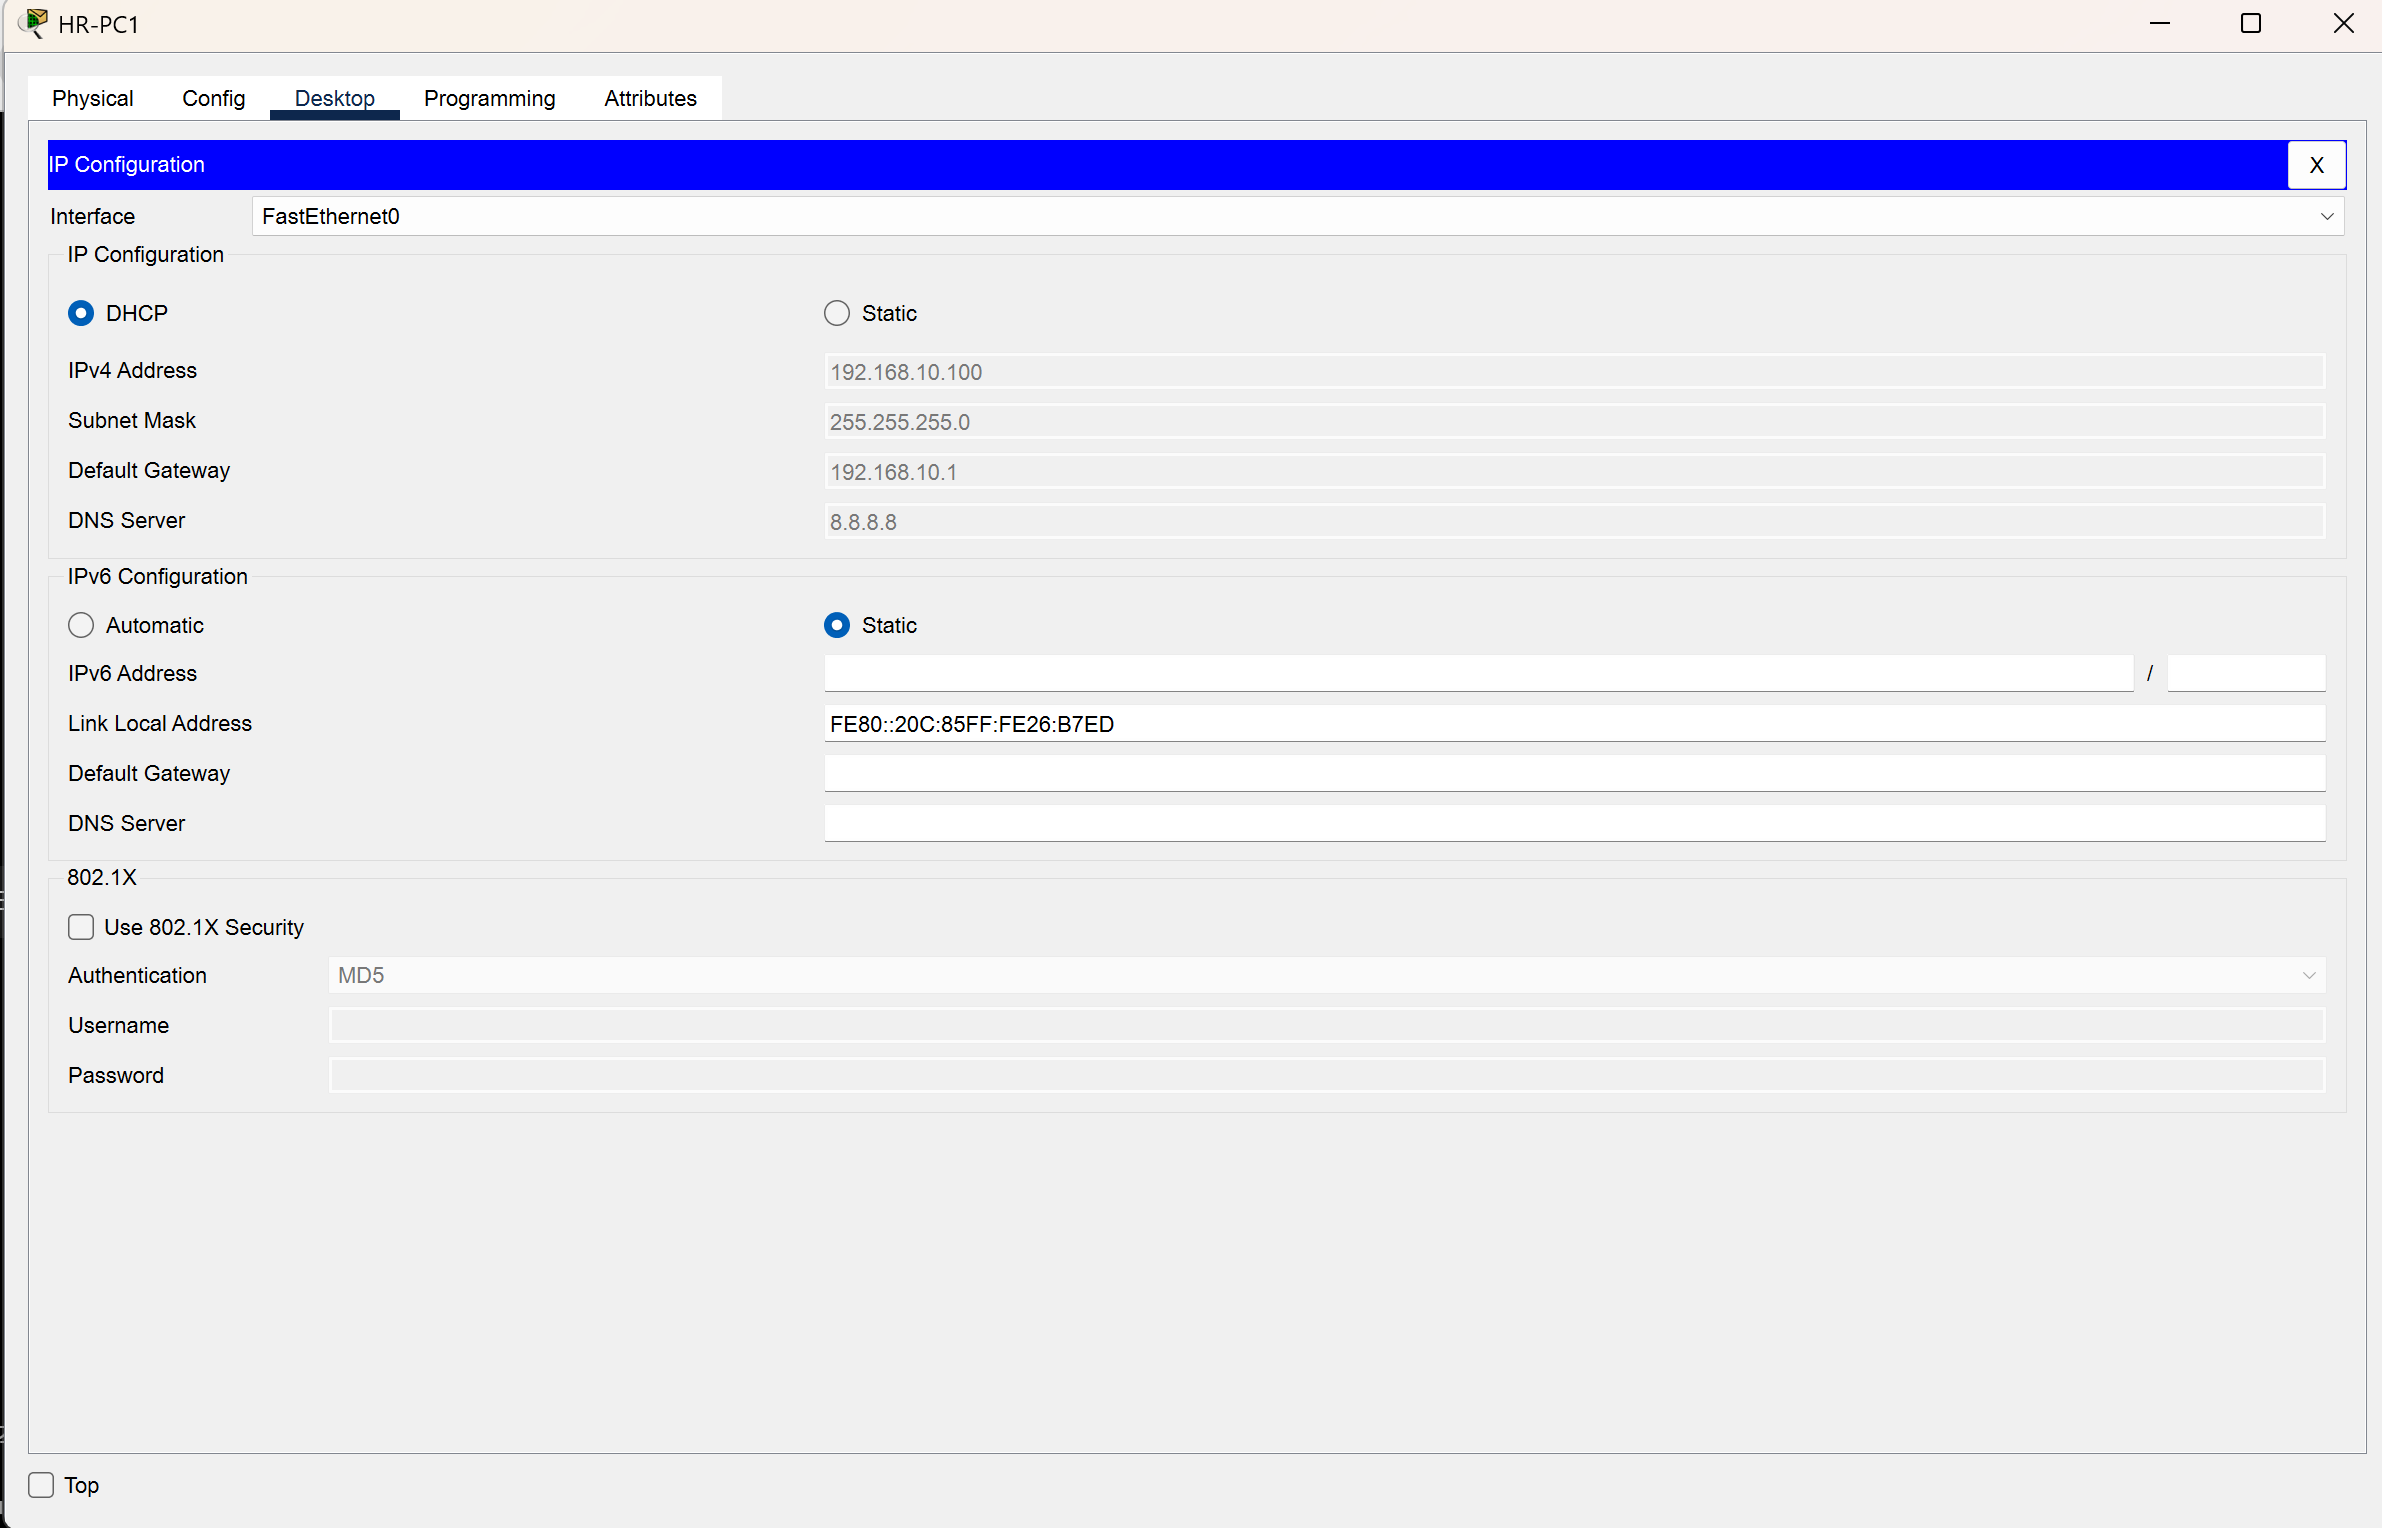 HR-PC1
Physical Config Desktop Programming Attributes
IP Configuration X
Interface FastEthernet0
IP Configuration
DHCP Static
IPv4 Address 192.168.10.100
Subnet Mask 255.255.255.0
Default Gateway 192.168.10.1
DNS Server 8.8.8.8
IPv6 Configuration
Automatic Static
IPv6 Address /
Link Local Address FE80::20C:85FF:FE26:B7ED
Default Gateway
DNS Server
802.1X
Use 802.1X Security
Authentication MD5
Username
Password
Top